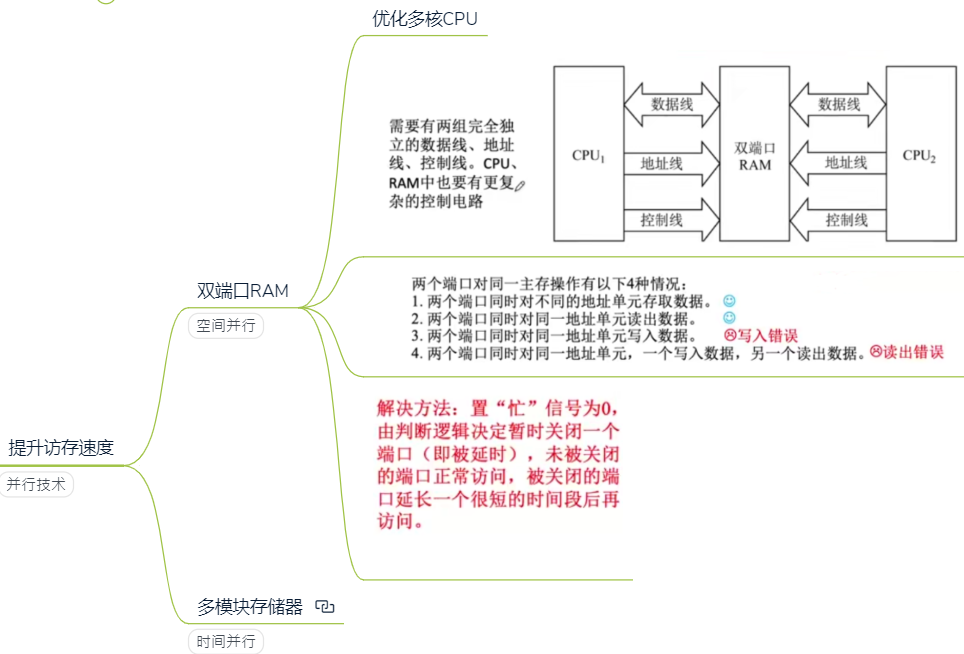 优化多核CPU
需要有两组完全独
立的数据线、地址
线、控制线。CPU、
RAM中也要有更复
杂的控制电路
CPU1
数据线
地址线
控制线
双端口
RAM
数据线
地址线
控制线
CPU2
双端口RAM
空间并行
两个端口对同一主存操作有以下4种情况：
1. 两个端口同时对不同的地址单元存取数据。
2. 两个端口同时对同一地址单元读出数据。
3. 两个端口同时对同一地址单元写入数据。 写入错误
4. 两个端口同时对同一地址单元，一个写入数据，另一个读出数据。 读出错误
解决方法：置“忙”信号为0，
由判断逻辑决定暂时关闭一个
端口（即被延时），未被关闭
的端口正常访问，被关闭的端
口延长一个很短的时间段后再
访问。
提升访存速度
并行技术
多模块存储器
时间并行